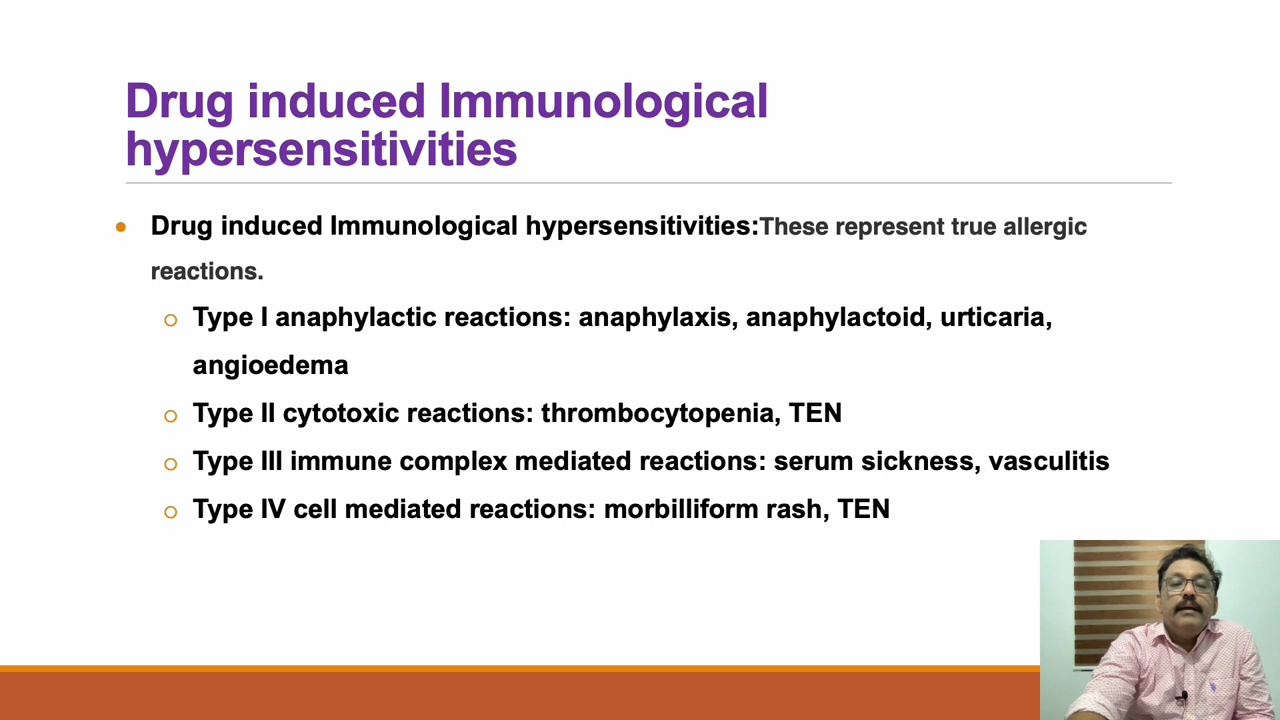 Drug induced Immunological
hypersensitivities
• Drug induced Immunological hypersensitivities:These represent true allergic
reactions.
o Type I anaphylactic reactions: anaphylaxis, anaphylactoid, urticaria,
angioedema
o Type II cytotoxic reactions: thrombocytopenia, TEN
o Type III immune complex mediated reactions: serum sickness, vasculitis
o Type IV cell mediated reactions: morbilliform rash, TEN